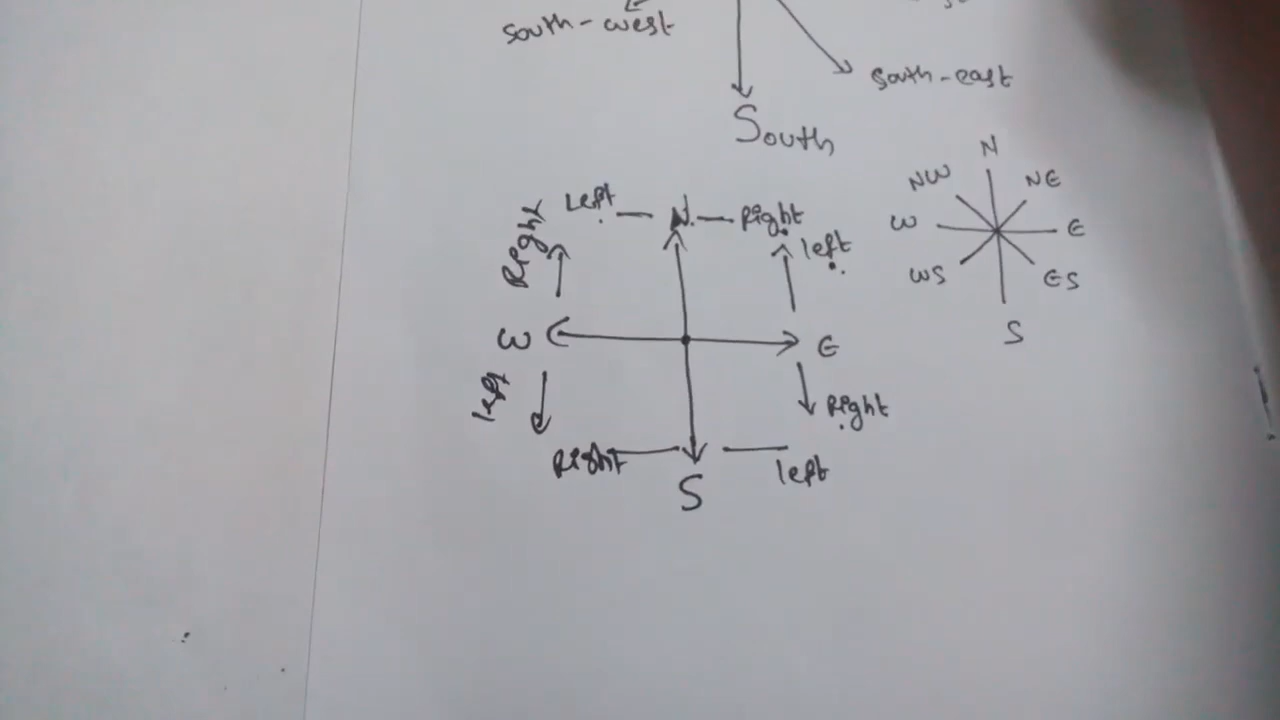 south-west
south-east
South
N
NW NE
Left N Right
left
Right
W E
WS ES
S
W E
left
Right
Right left
S